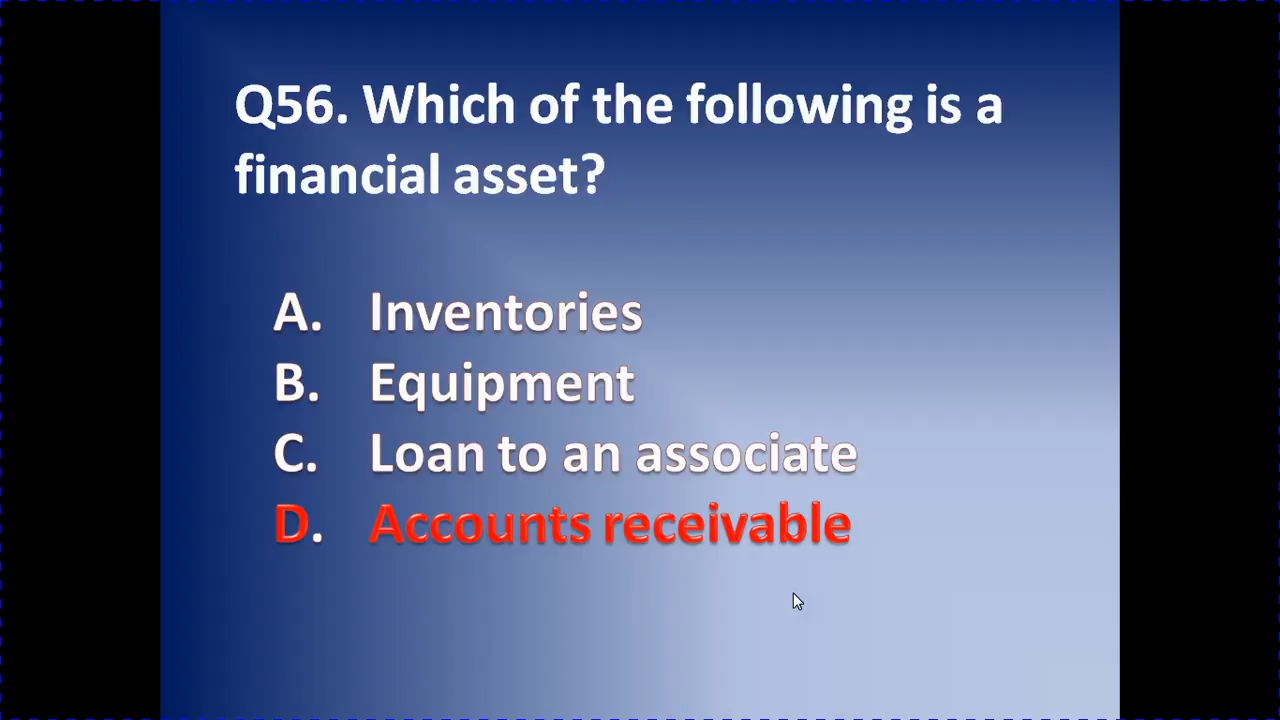 Q56. Which of the following is a
financial asset?
A. Inventories
B. Equipment
C. Loan to an associate
D. Accounts receivable